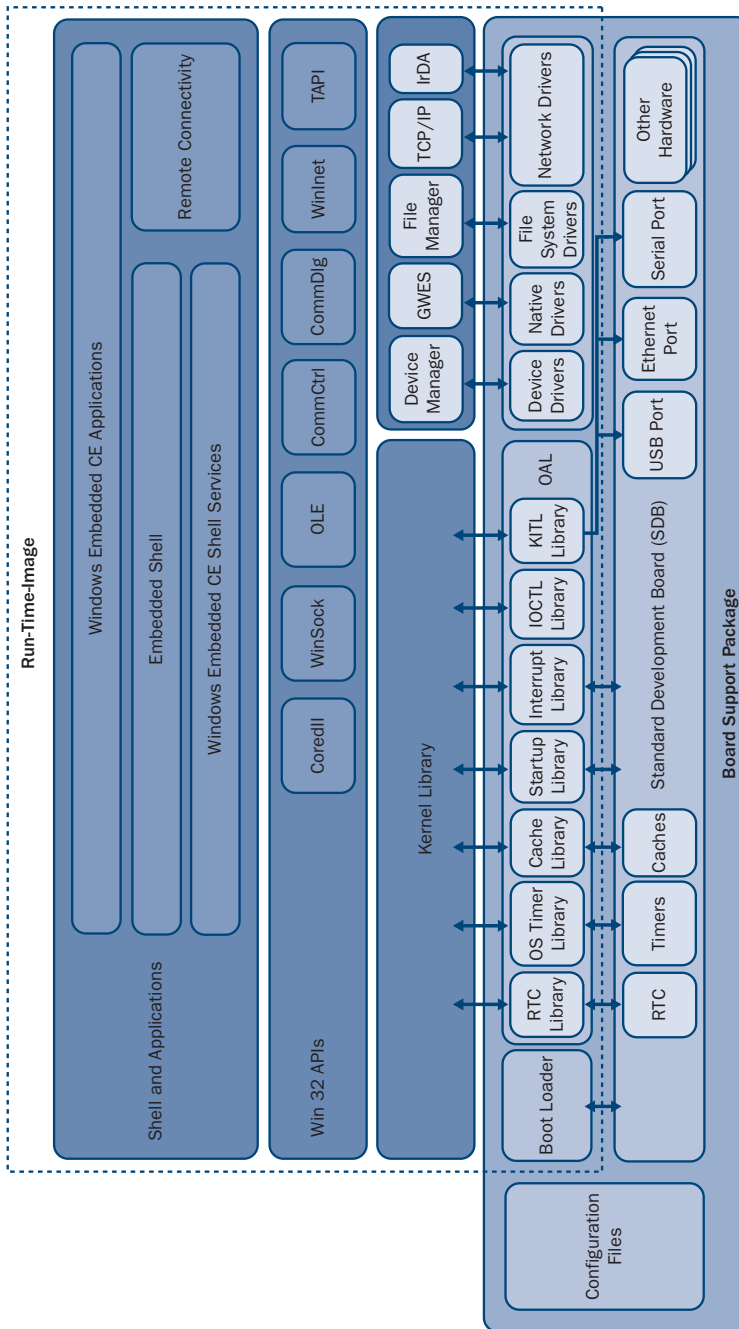 Run-Time-Image
Shell and Applications
Windows Embedded CE Applications
Embedded Shell
Remote Connectivity
Windows Embedded CE Shell Services
Win 32 APIs
Coredll
WinSock
OLE
CommCtrl
CommDlg
WinInet
TAPI
Kernel Library
Device
Manager
GWES
File
Manager
TCP/IP
IrDA
Configuration
Files
Boot Loader
RTC
Library
OS Timer
Library
Cache
Library
Startup
Library
Interrupt
Library
IOCTL
Library
KITL
Library
OAL
Device
Drivers
Native
Drivers
File
System
Drivers
Network Drivers
RTC
Timers
Caches
Standard Development Board (SDB)
USB Port
Ethernet
Port
Serial Port
Other
Hardware
Board Support Package